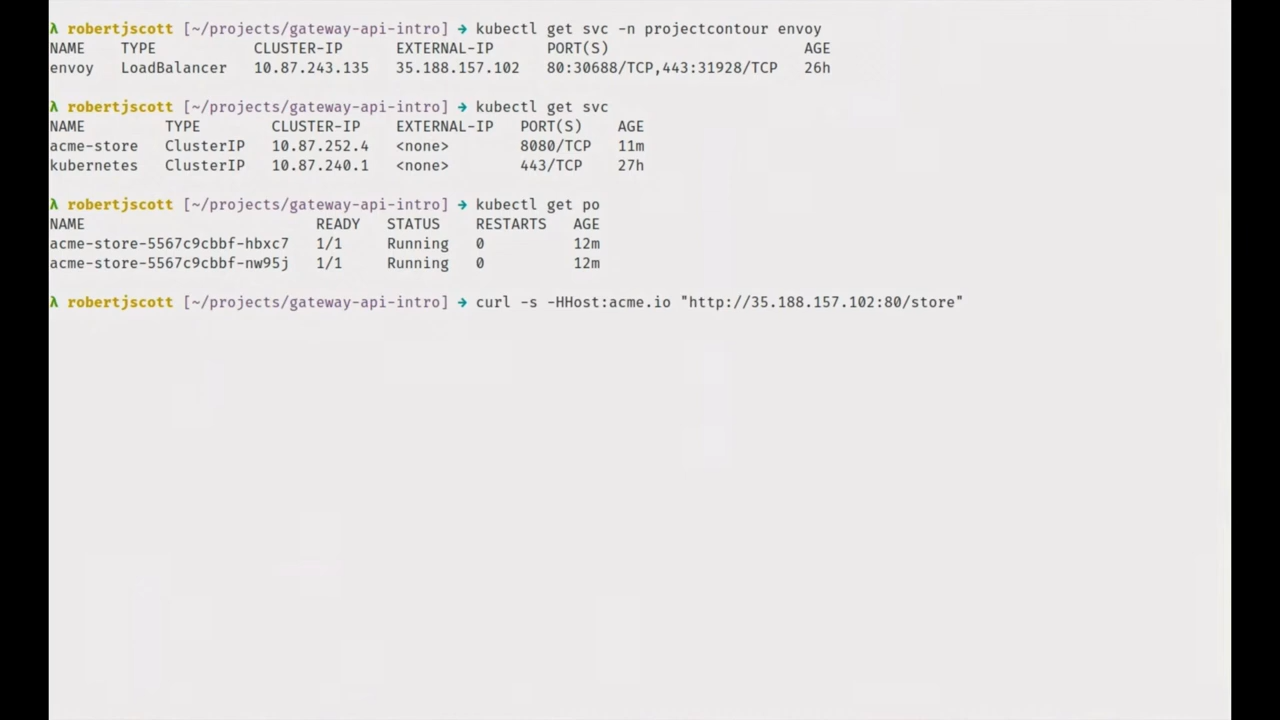 λ robertjscott [~/projects/gateway-api-intro] → kubectl get svc -n projectcontour envoy
NAME TYPE CLUSTER-IP EXTERNAL-IP PORT(S) AGE
envoy LoadBalancer 10.87.243.135 35.188.157.102 80:30688/TCP,443:31928/TCP 26h
λ robertjscott [~/projects/gateway-api-intro] → kubectl get svc
NAME TYPE CLUSTER-IP EXTERNAL-IP PORT(S) AGE
acme-store ClusterIP 10.87.252.4 <none> 8080/TCP 11m
kubernetes ClusterIP 10.87.240.1 <none> 443/TCP 27h
λ robertjscott [~/projects/gateway-api-intro] → kubectl get po
NAME READY STATUS RESTARTS AGE
acme-store-5567c9cbbf-hbxc7 1/1 Running 0 12m
acme-store-5567c9cbbf-nw95j 1/1 Running 0 12m
λ robertjscott [~/projects/gateway-api-intro] → curl -s -HHost:acme.io "http://35.188.157.102:80/store"